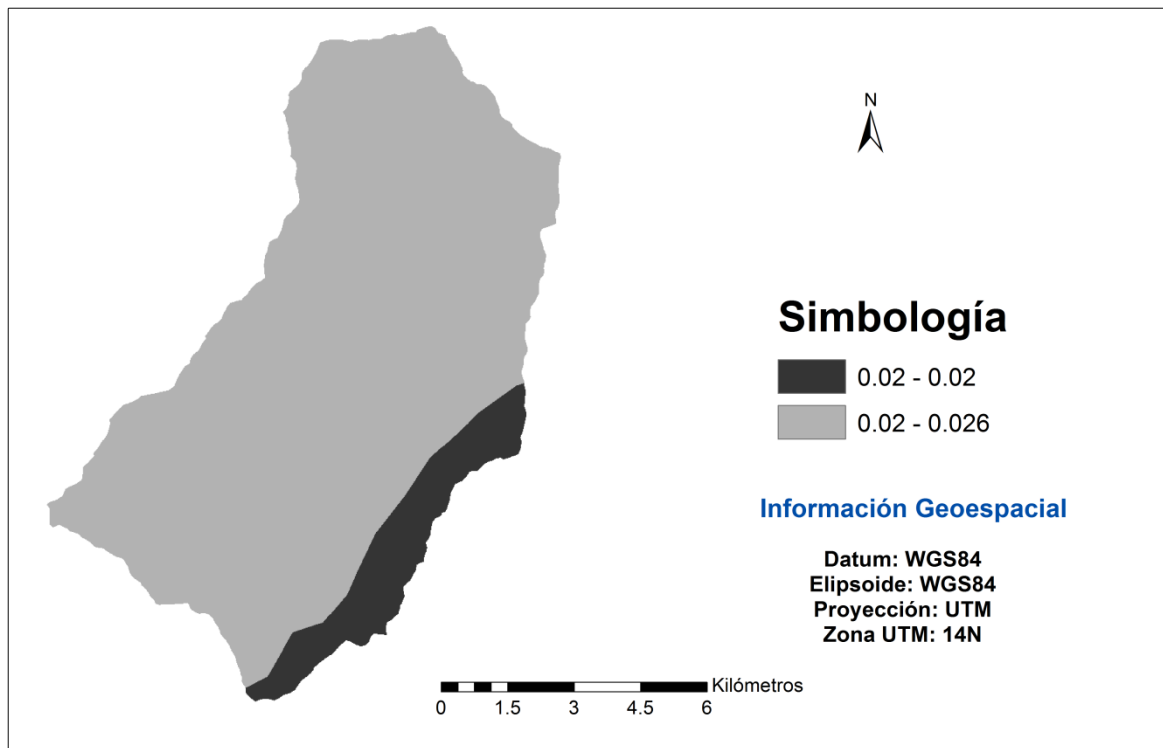 N
Simbología
0.02 - 0.02
0.02 - 0.026
Información Geoespacial
Datum: WGS84
Elipsoide: WGS84
Proyección: UTM
Zona UTM: 14N
Kilómetros
0 1.5 3 4.5 6